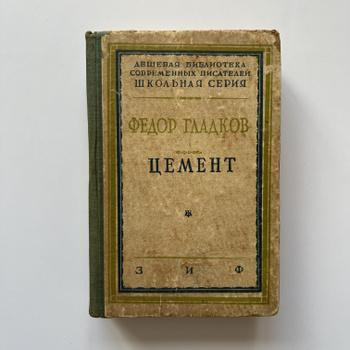 ДЕШЕВАЯ БИБЛИОТЕКА
СОВРЕМЕННЫХ ПИСАТЕЛЕЙ
ШКОЛЬНАЯ СЕРИЯ
ФЕДОР ГЛАДКОВ
ЦЕМЕНТ
З И Ф